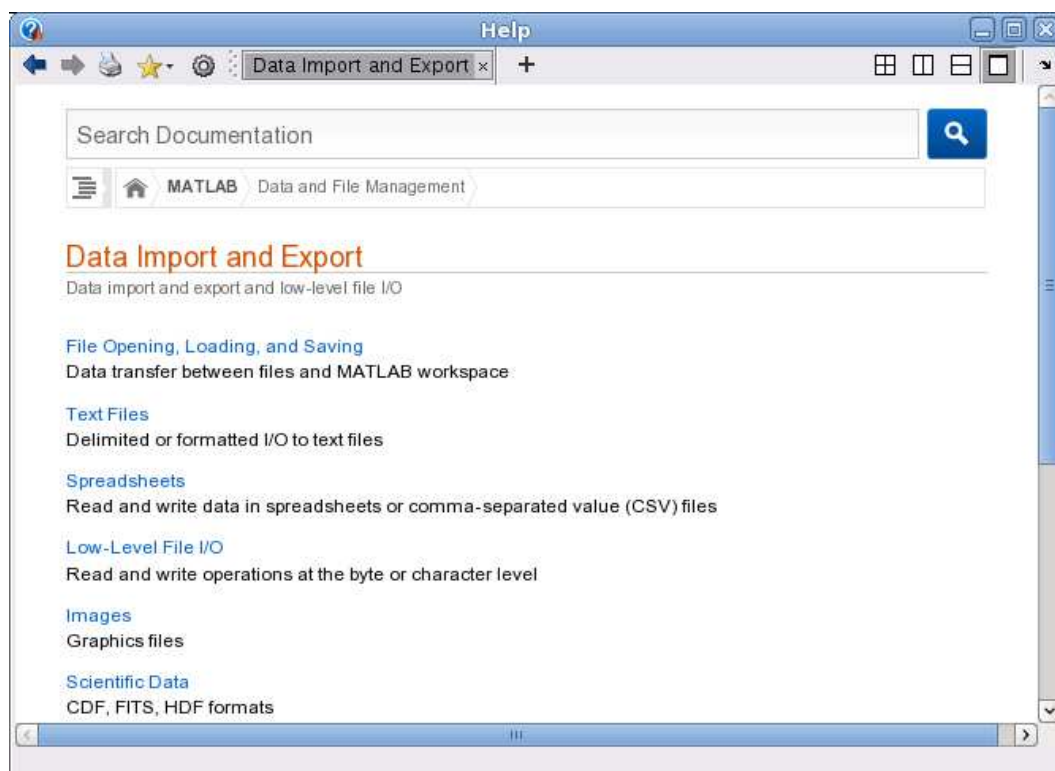 Help
Data Import and Export
Search Documentation
MATLAB Data and File Management
Data Import and Export
Data import and export and low-level file I/O
File Opening, Loading, and Saving
Data transfer between files and MATLAB workspace
Text Files
Delimited or formatted I/O to text files
Spreadsheets
Read and write data in spreadsheets or comma-separated value (CSV) files
Low-Level File I/O
Read and write operations at the byte or character level
Images
Graphics files
Scientific Data
CDF, FITS, HDF formats